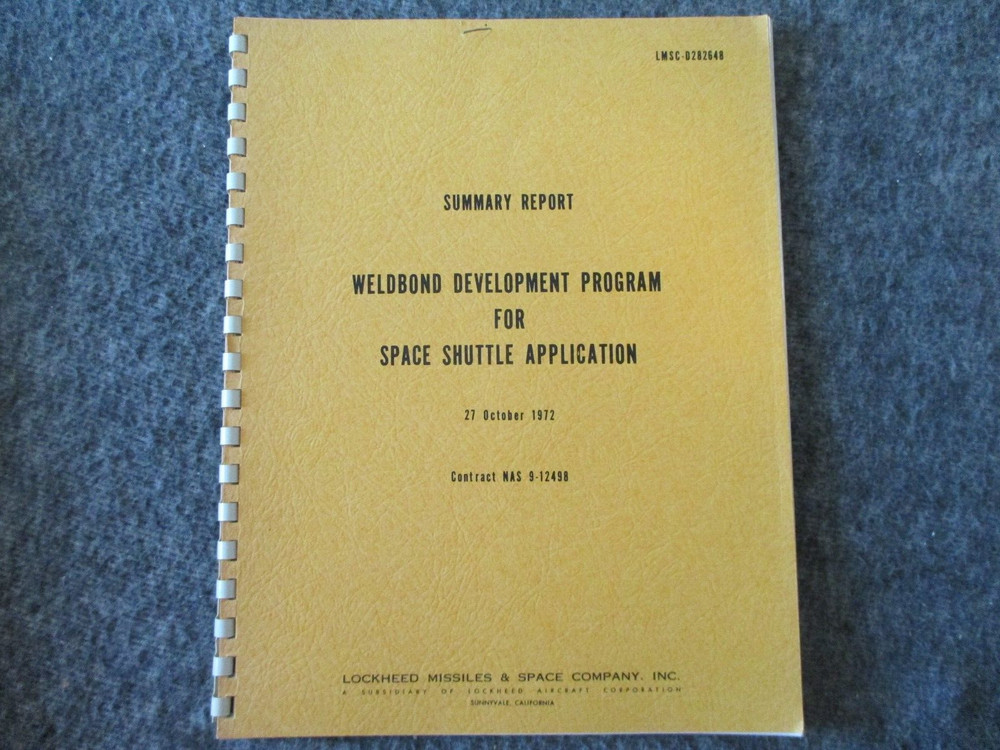 LMSC-D282648
SUMMARY REPORT
WELDBOND DEVELOPMENT PROGRAM
FOR
SPACE SHUTTLE APPLICATION
27 October 1972
Contract NAS 9-12498
LOCKHEED MISSILES & SPACE COMPANY, INC.
A SUBSIDIARY OF LOCKHEED AIRCRAFT CORPORATION
SUNNYVALE, CALIFORNIA